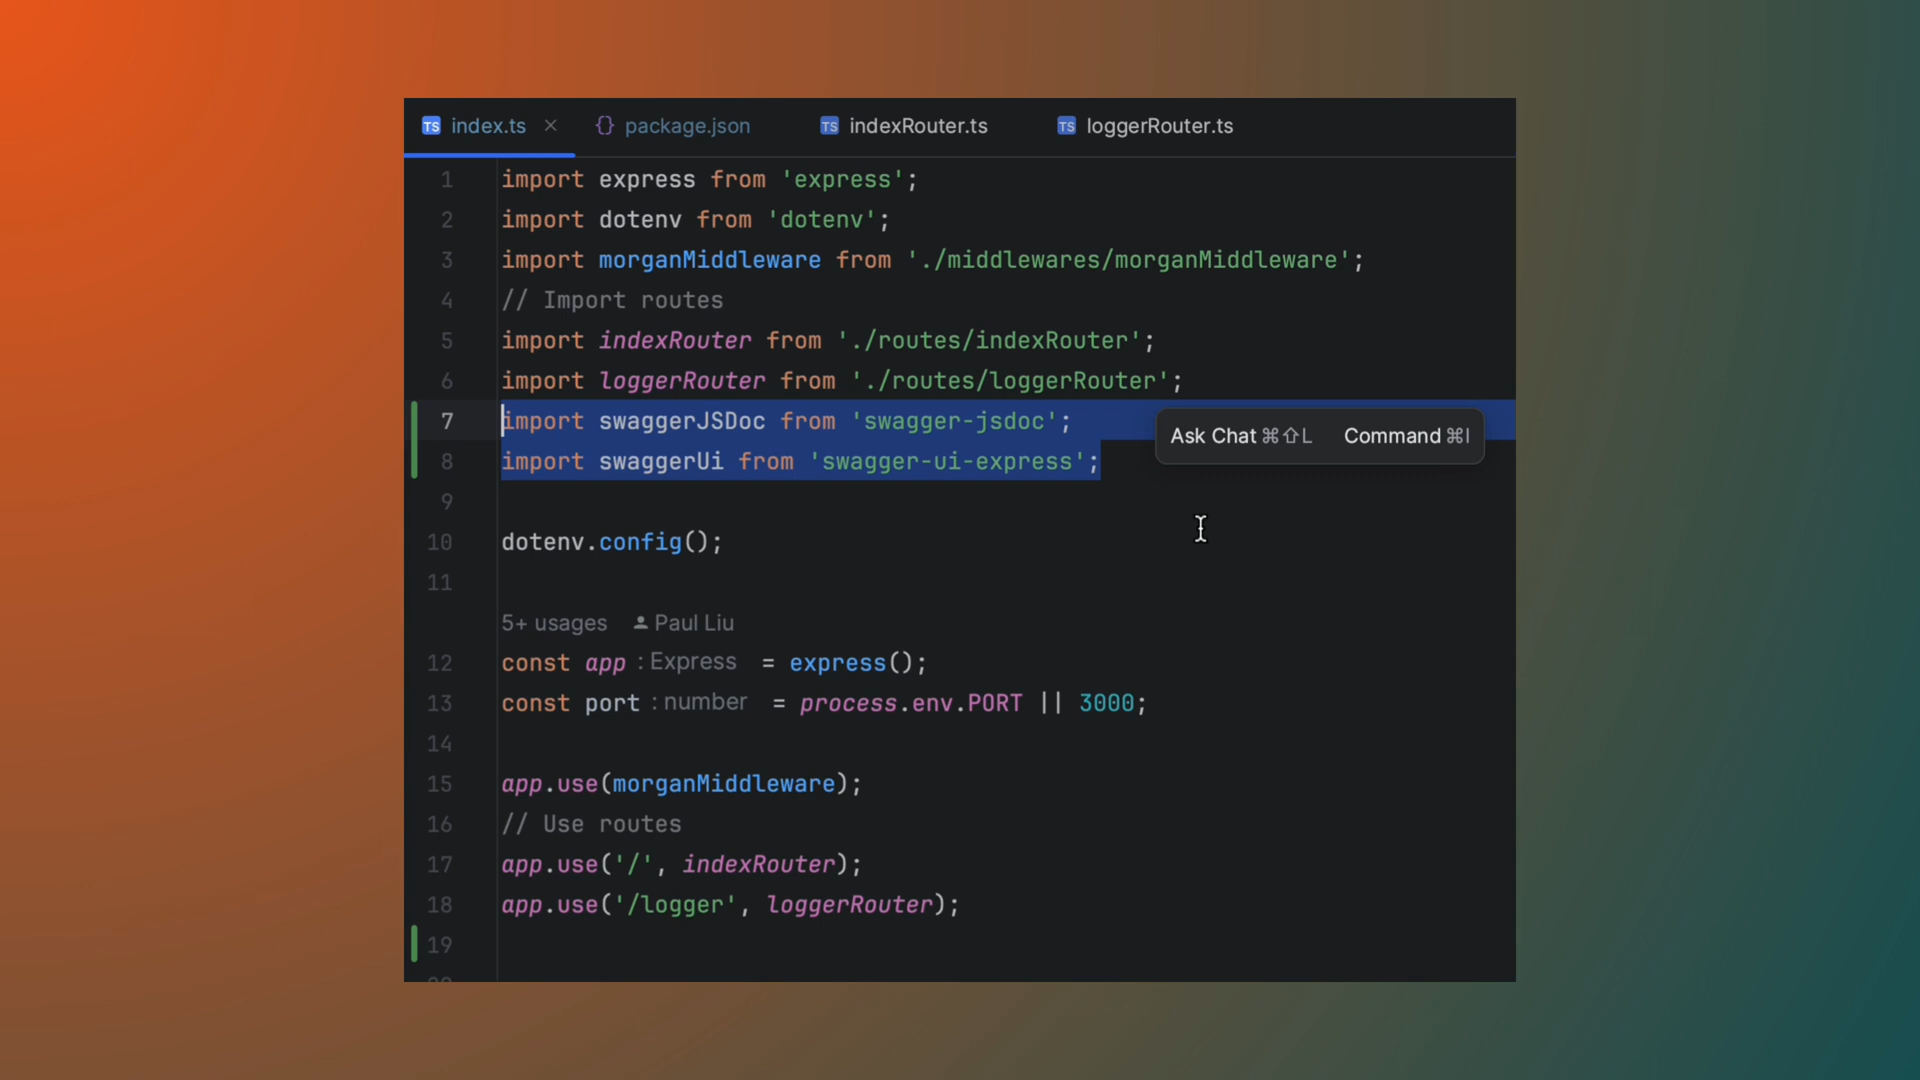 TS index.ts × {} package.json TS indexRouter.ts TS loggerRouter.ts
1 import express from 'express';
2 import dotenv from 'dotenv';
3 import morganMiddleware from './middlewares/morganMiddleware';
4 // Import routes
5 import indexRouter from './routes/indexRouter';
6 import loggerRouter from './routes/loggerRouter';
7 import swaggerJSDoc from 'swagger-jsdoc';
Ask Chat ⌘⇧L Command ⌘I
8 import swaggerUi from 'swagger-ui-express';
9
10 dotenv.config();
11
5+ usages Paul Liu
12 const app : Express = express();
13 const port : number = process.env.PORT || 3000;
14
15 app.use(morganMiddleware);
16 // Use routes
17 app.use('/', indexRouter);
18 app.use('/logger', loggerRouter);
19